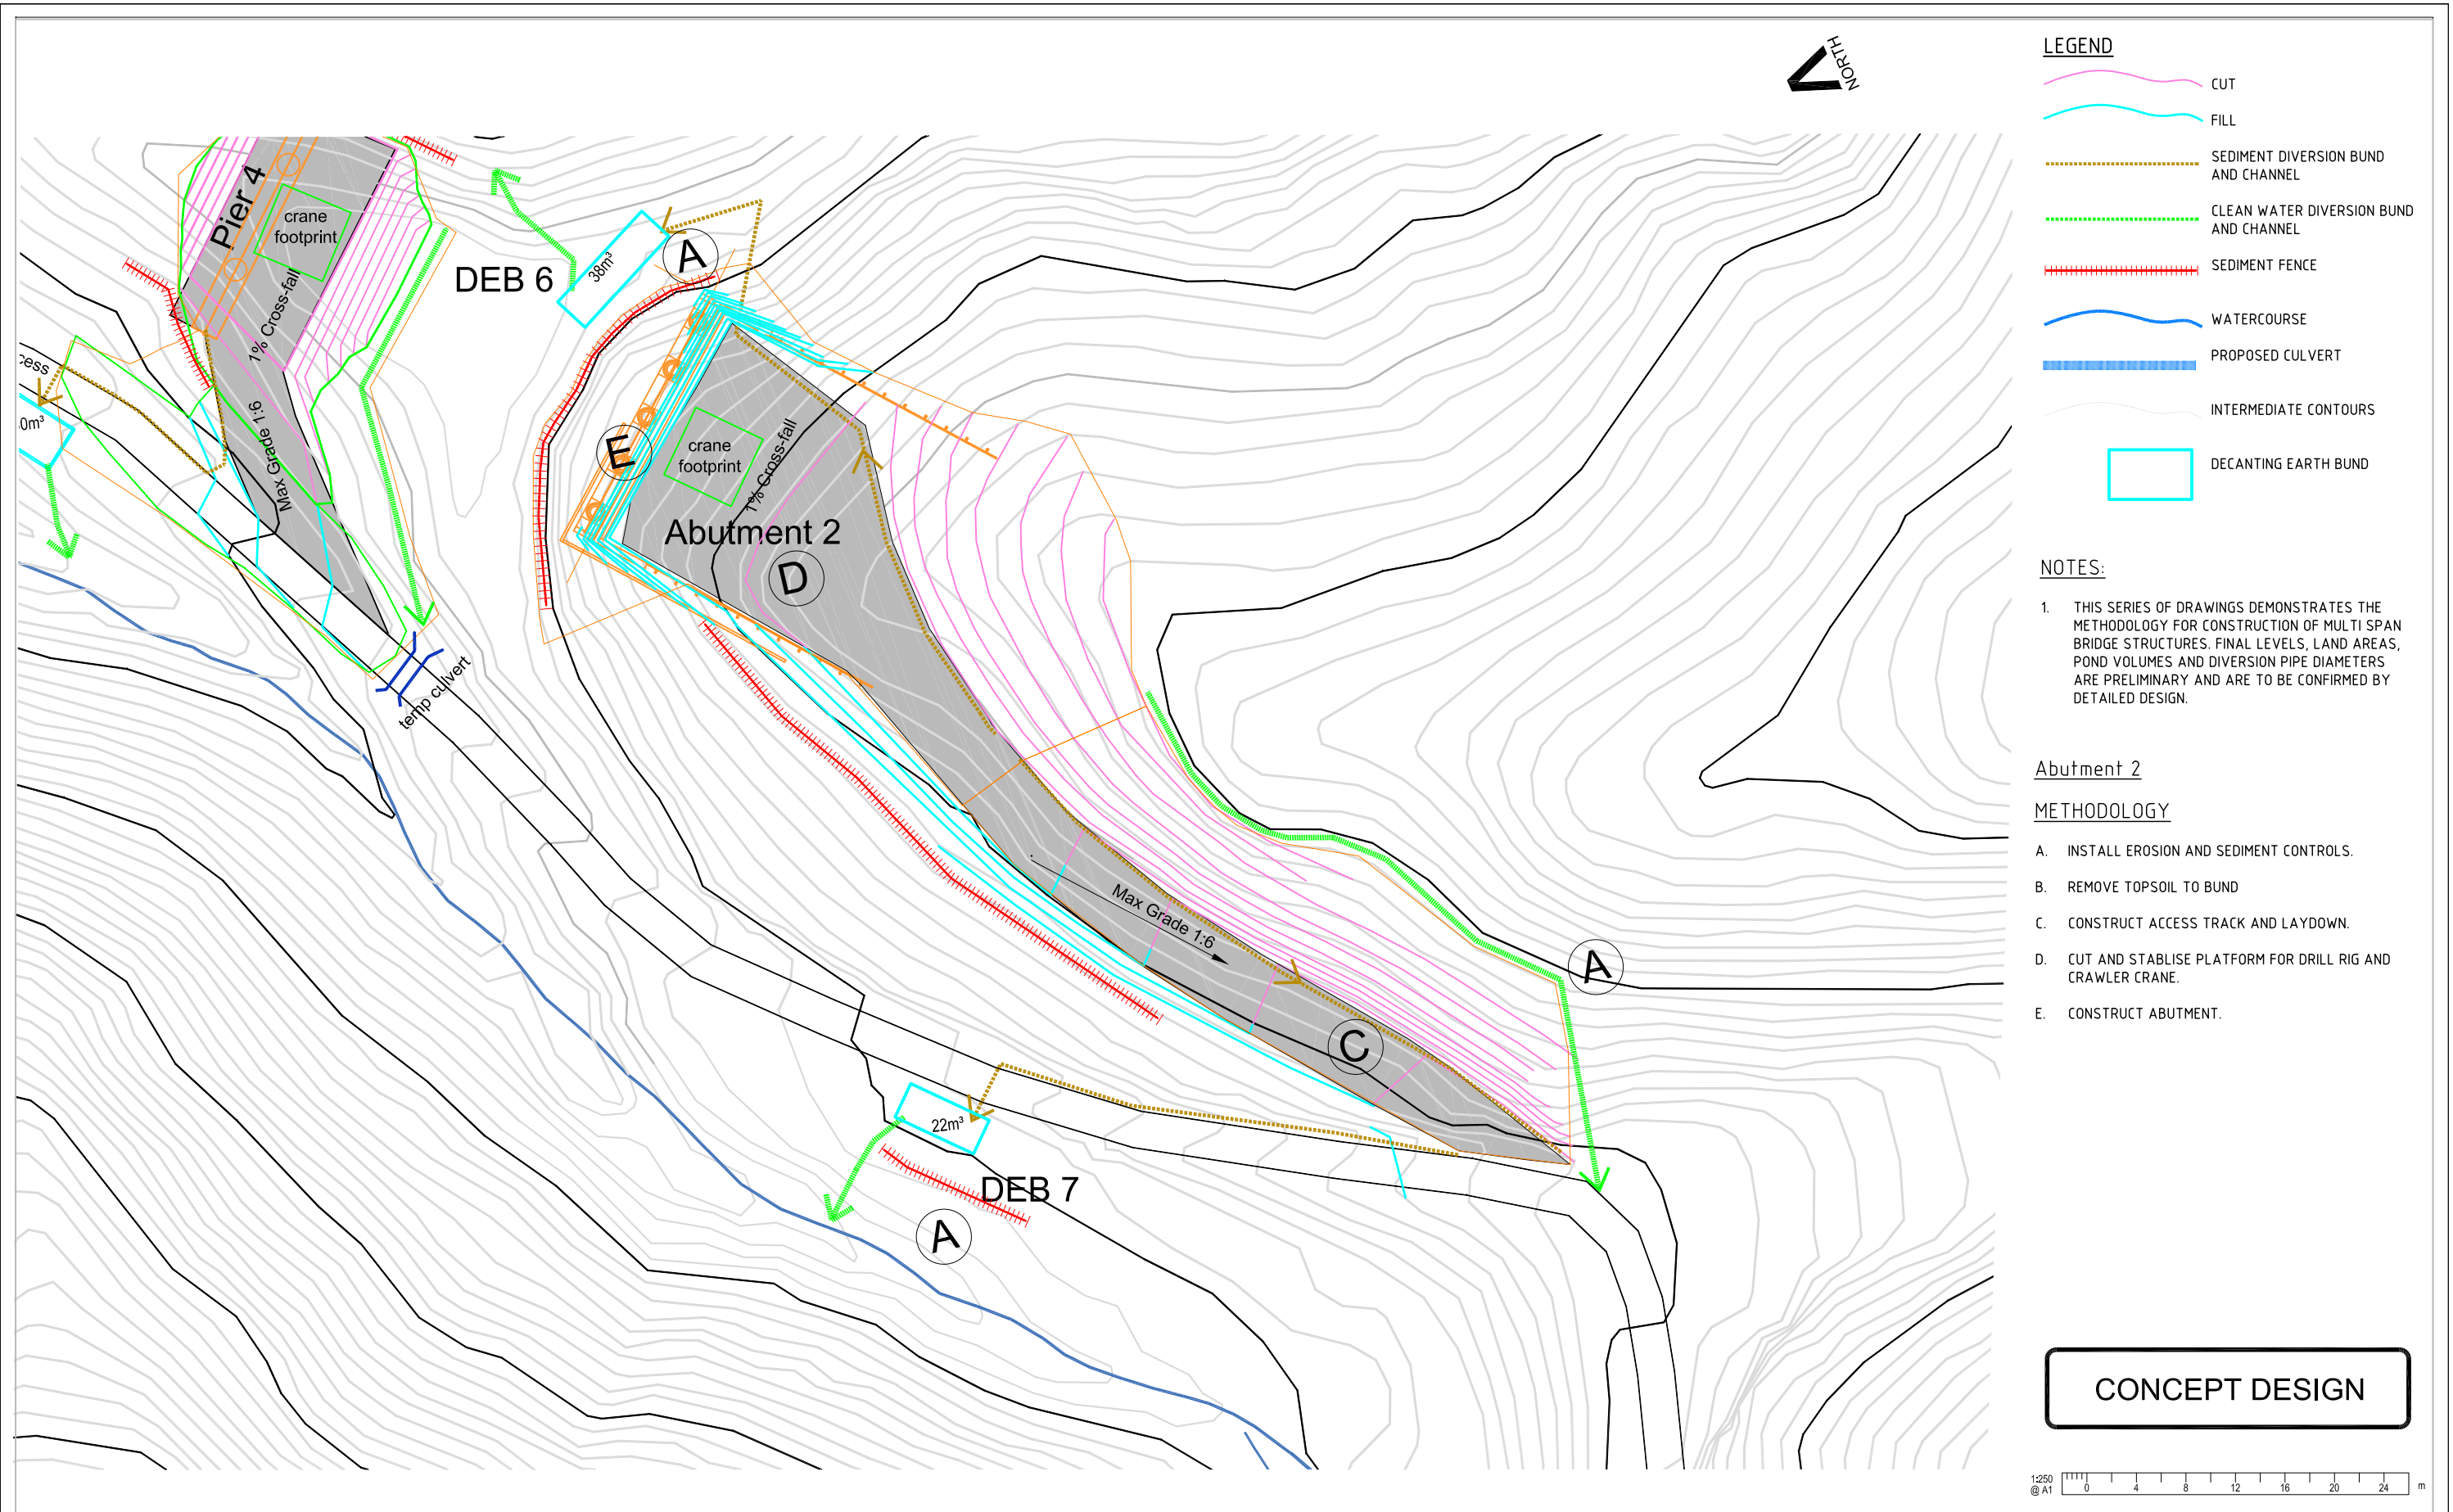 NORTH
Pier 4
crane
footprint
1% Cross-fall
Max Grade 1:6
cess
0m³
temp culvert
DEB 6
38m³
A
E
crane
footprint
1% Cross-fall
Abutment 2
D
Max Grade 1:6
A
C
22m³
DEB 7
A
LEGEND
CUT
FILL
SEDIMENT DIVERSION BUND
AND CHANNEL
CLEAN WATER DIVERSION BUND
AND CHANNEL
SEDIMENT FENCE
WATERCOURSE
PROPOSED CULVERT
INTERMEDIATE CONTOURS
DECANTING EARTH BUND
NOTES:
1. THIS SERIES OF DRAWINGS DEMONSTRATES THE
METHODOLOGY FOR CONSTRUCTION OF MULTI SPAN
BRIDGE STRUCTURES. FINAL LEVELS, LAND AREAS,
POND VOLUMES AND DIVERSION PIPE DIAMETERS
ARE PRELIMINARY AND ARE TO BE CONFIRMED BY
DETAILED DESIGN.
Abutment 2
METHODOLOGY
A. INSTALL EROSION AND SEDIMENT CONTROLS.
B. REMOVE TOPSOIL TO BUND
C. CONSTRUCT ACCESS TRACK AND LAYDOWN.
D. CUT AND STABLISE PLATFORM FOR DRILL RIG AND
CRAWLER CRANE.
E. CONSTRUCT ABUTMENT.
CONCEPT DESIGN
1:250
@ A1
0 4 8 12 16 20 24 m